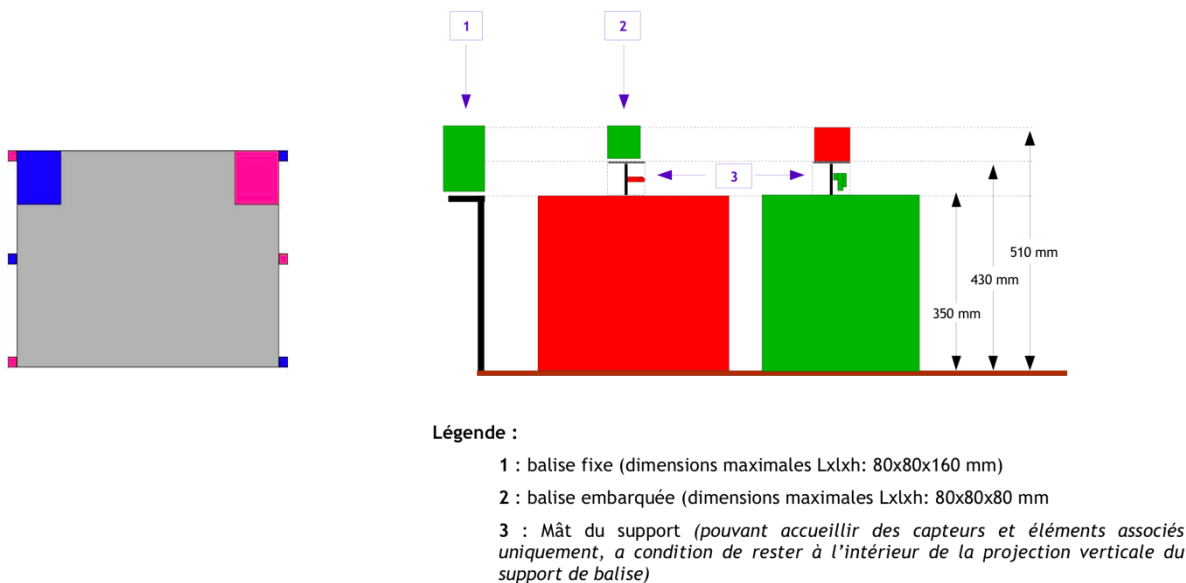 1
2
3
510 mm
430 mm
350 mm
Légende :
1 : balise fixe (dimensions maximales Lxlxh: 80x80x160 mm)
2 : balise embarquée (dimensions maximales Lxlxh: 80x80x80 mm
3 : Mât du support (pouvant accueillir des capteurs et éléments associés
uniquement, a condition de rester à l’intérieur de la projection verticale du
support de balise)